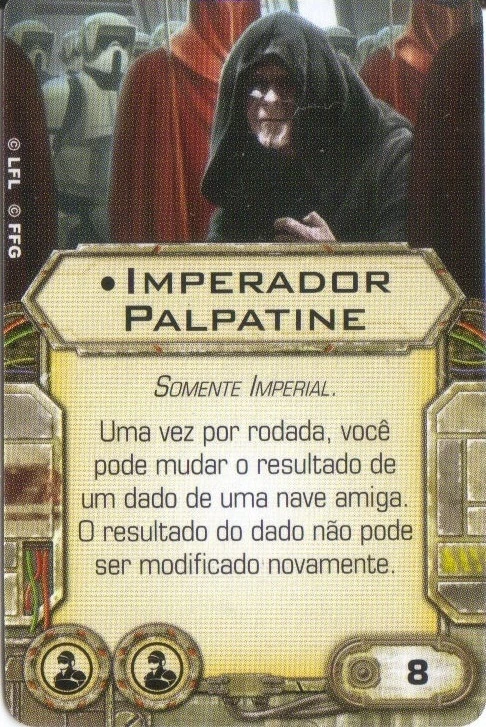 © LFL © FFG
•Imperador
Palpatine
Somente Imperial.
Uma vez por rodada, você
pode mudar o resultado de
um dado de uma nave amiga.
O resultado do dado não pode
ser modificado novamente.
8